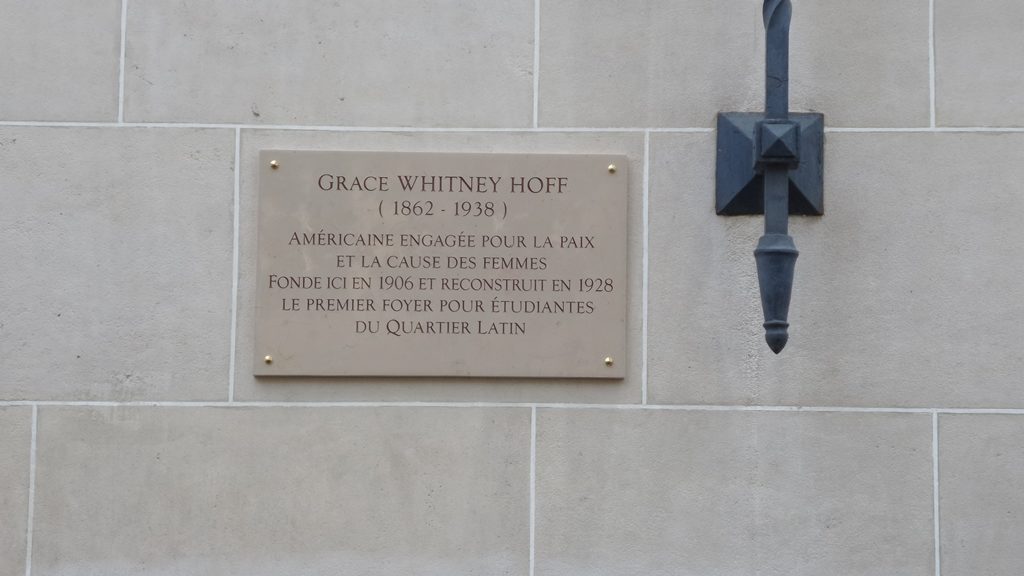 GRACE WHITNEY HOFF
( 1862 - 1938 )
AMÉRICAINE ENGAGÉE POUR LA PAIX
ET LA CAUSE DES FEMMES
FONDE ICI EN 1906 ET RECONSTRUIT EN 1928
LE PREMIER FOYER POUR ÉTUDIANTES
DU QUARTIER LATIN